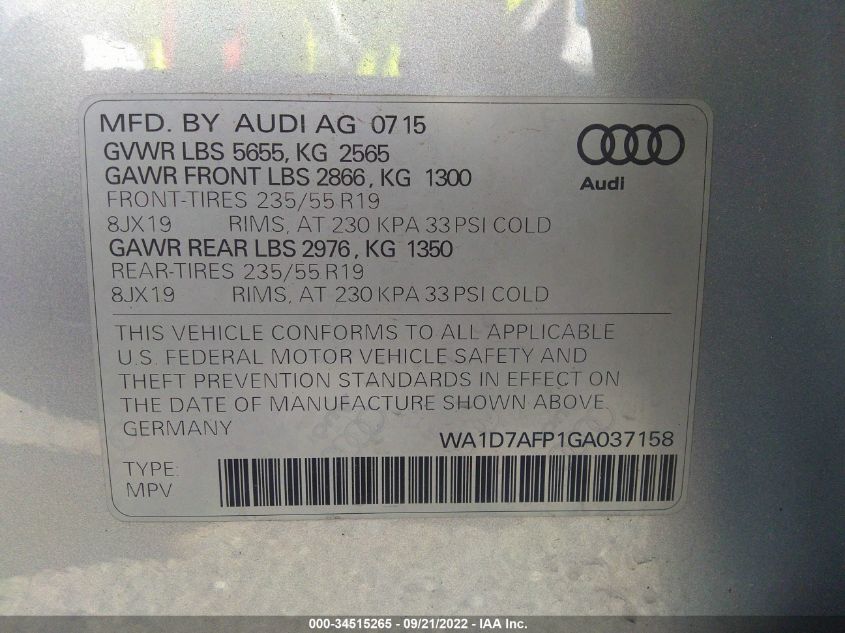 MFD. BY AUDI AG 07 15
GVWR LBS 5655, KG 2565
GAWR FRONT LBS 2866, KG 1300
FRONT-TIRES 235/55 R19
8JX19 RIMS, AT 230 KPA 33 PSI COLD
GAWR REAR LBS 2976, KG 1350
REAR-TIRES 235/55 R19
8JX19 RIMS, AT 230 KPA 33 PSI COLD
Audi
THIS VEHICLE CONFORMS TO ALL APPLICABLE
U.S. FEDERAL MOTOR VEHICLE SAFETY AND
THEFT PREVENTION STANDARDS IN EFFECT ON
THE DATE OF MANUFACTURE SHOWN ABOVE
GERMANY
WA1D7AFP1GA037158
TYPE:
MPV
000-34515265 - 09/21/2022 - IAA Inc.